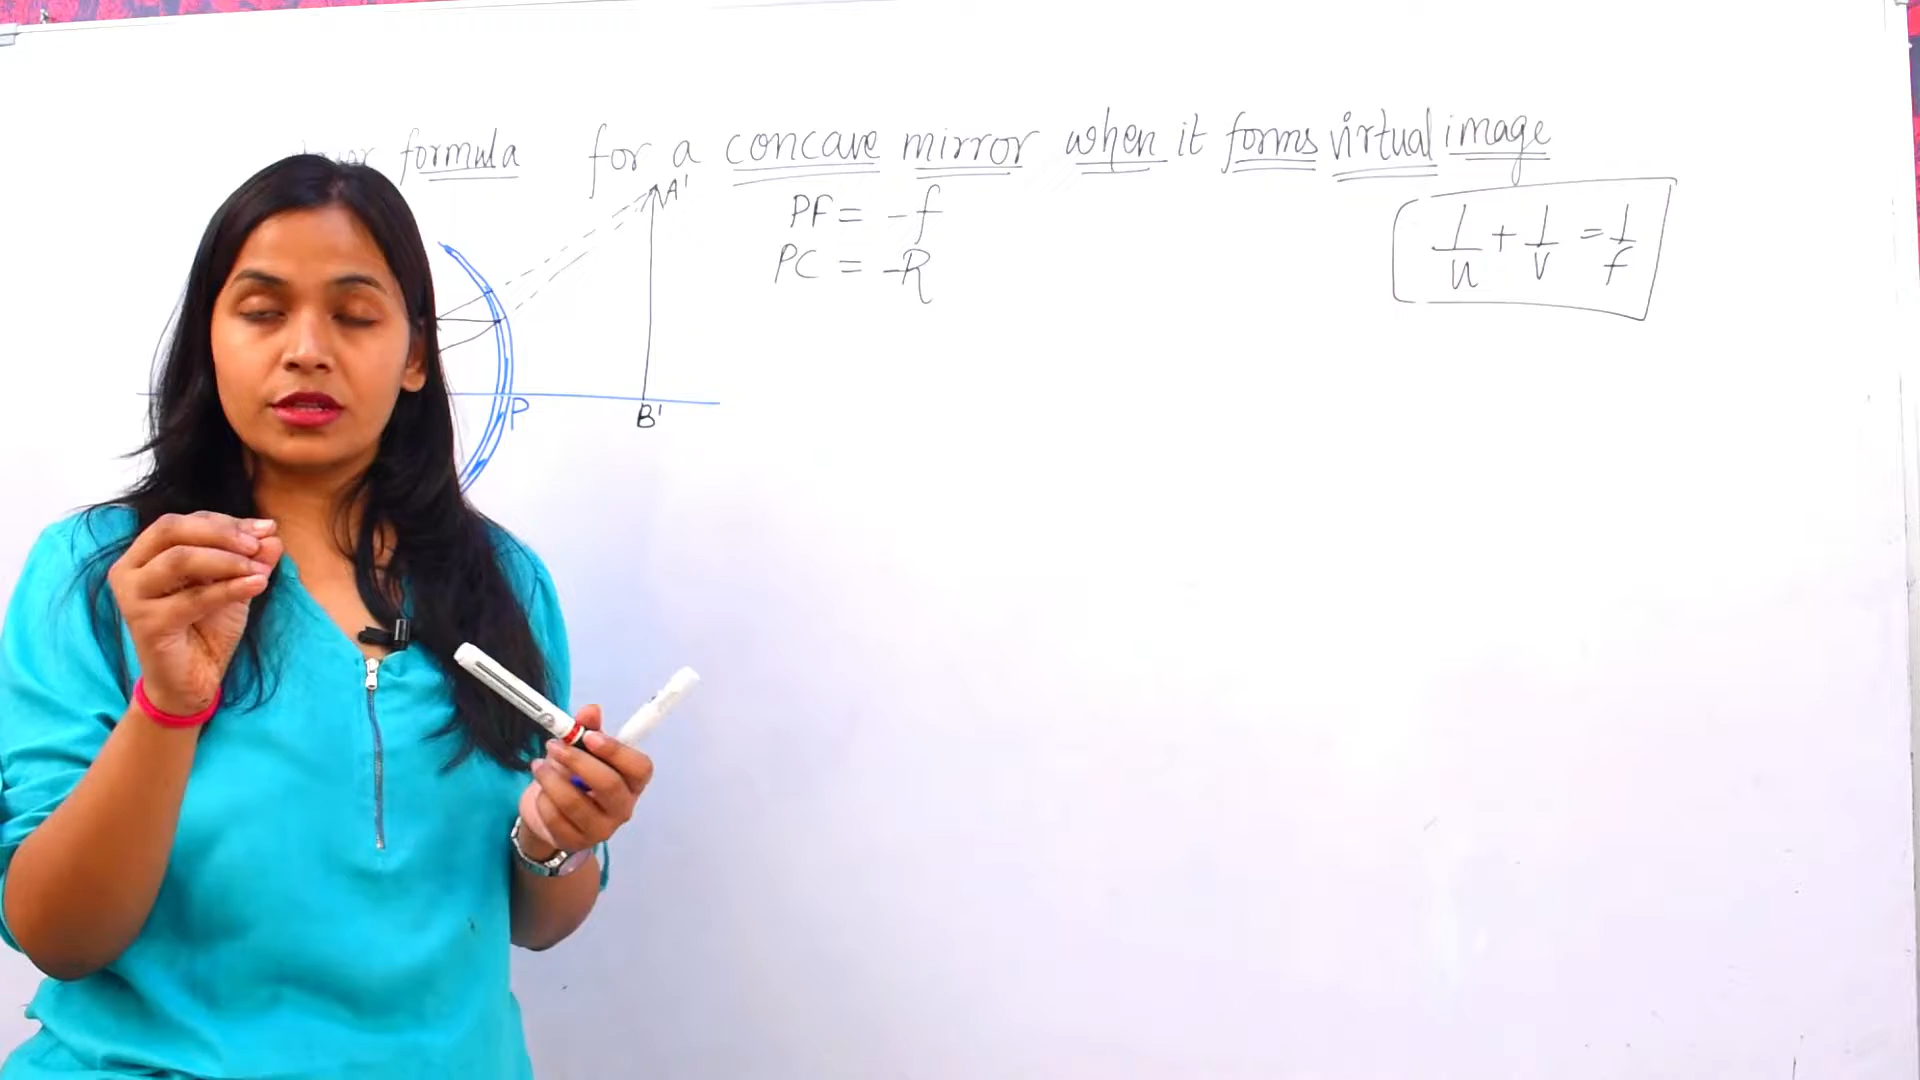 formula for a concave mirror when it forms virtual image
A'
PF = -f
PC = -R
1/u + 1/v = 1/f
P
B'